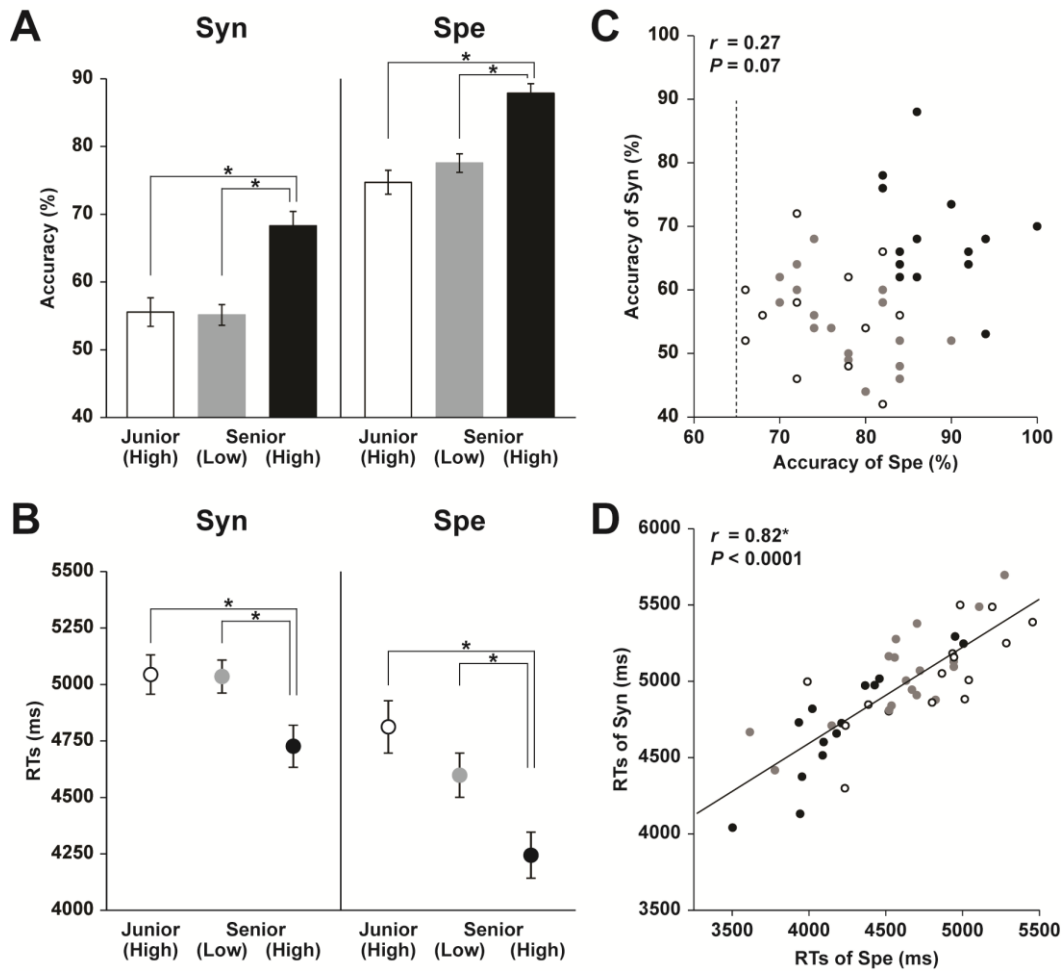 A
Syn
Spe
Accuracy (%)
90
80
70
60
50
40
*
*
*
*
Junior
(High)
Senior
(Low) (High)
Junior
(High)
Senior
(Low) (High)
C
r = 0.27
P = 0.07
Accuracy of Syn (%)
100
90
80
70
60
50
40
60 70 80 90 100
Accuracy of Spe (%)
B
Syn
Spe
RTs (ms)
5500
5250
5000
4750
4500
4250
4000
*
*
*
*
Junior
(High)
Senior
(Low) (High)
Junior
(High)
Senior
(Low) (High)
D
r = 0.82*
P < 0.0001
RTs of Syn (ms)
6000
5500
5000
4500
4000
3500
3500 4000 4500 5000 5500
RTs of Spe (ms)